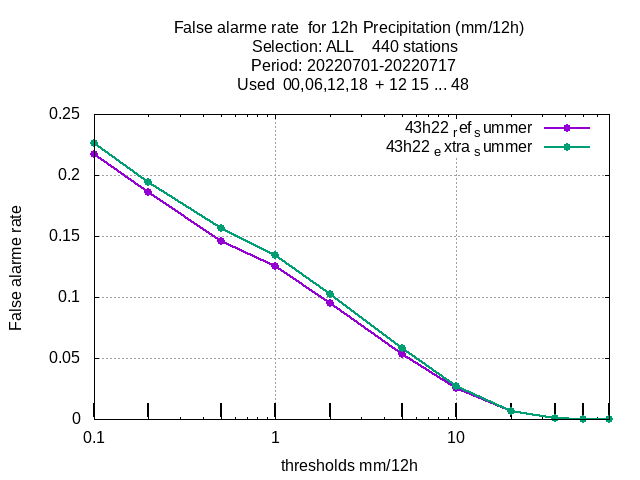 False alarme rate  for 12h Precipitation (mm/12h)
Selection: ALL    440 stations
Period: 20220701-20220717
Used  00,06,12,18  + 12 15 ... 48
0.25
43h22 ref summer
43h22 extra summer
0.2
0.15
0.1
0.05
0
False alarme rate
0.1
1
10
thresholds mm/12h